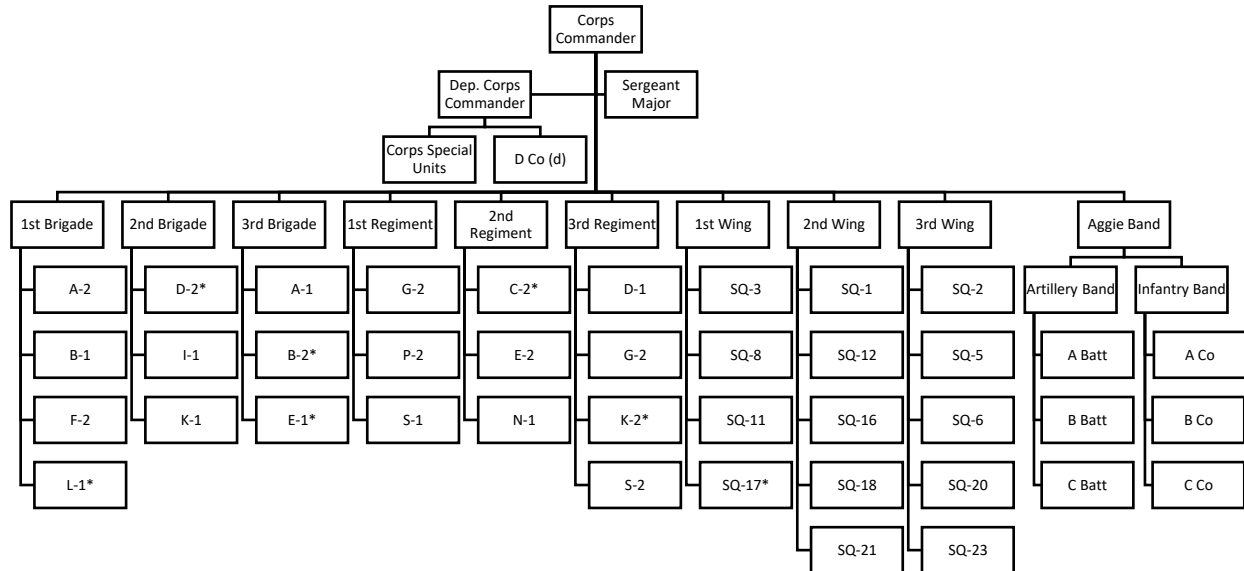 Corps
Commander
Dep. Corps
Commander
Sergeant
Major
Corps Special
Units
D Co (d)
1st Brigade
2nd Brigade
3rd Brigade
1st Regiment
2nd
Regiment
3rd Regiment
1st Wing
2nd Wing
3rd Wing
Aggie Band
A-2
D-2*
A-1
G-2
C-2*
D-1
SQ-3
SQ-1
SQ-2
Artillery Band
Infantry Band
B-1
I-1
B-2*
P-2
E-2
G-2
SQ-8
SQ-12
SQ-5
A Batt
A Co
F-2
K-1
E-1*
S-1
N-1
K-2*
SQ-11
SQ-16
SQ-6
B Batt
B Co
L-1*
S-2
SQ-17*
SQ-18
SQ-20
C Batt
C Co
SQ-21
SQ-23